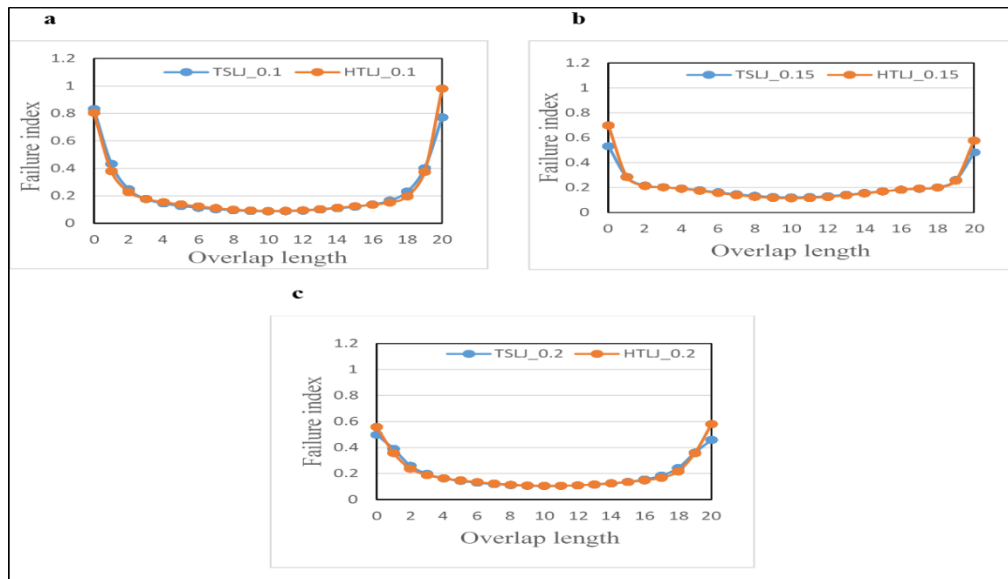 a
TSLJ_0.1 HTLJ_0.1
Failure index
1.2
1
0.8
0.6
0.4
0.2
0
0 2 4 6 8 10 12 14 16 18 20
Overlap length
b
TSLJ_0.15 HTLJ_0.15
Failure index
1.2
1
0.8
0.6
0.4
0.2
0
0 2 4 6 8 10 12 14 16 18 20
Overlap length
c
TSLJ_0.2 HTLJ_0.2
Failure index
1.2
1
0.8
0.6
0.4
0.2
0
0 2 4 6 8 10 12 14 16 18 20
Overlap length